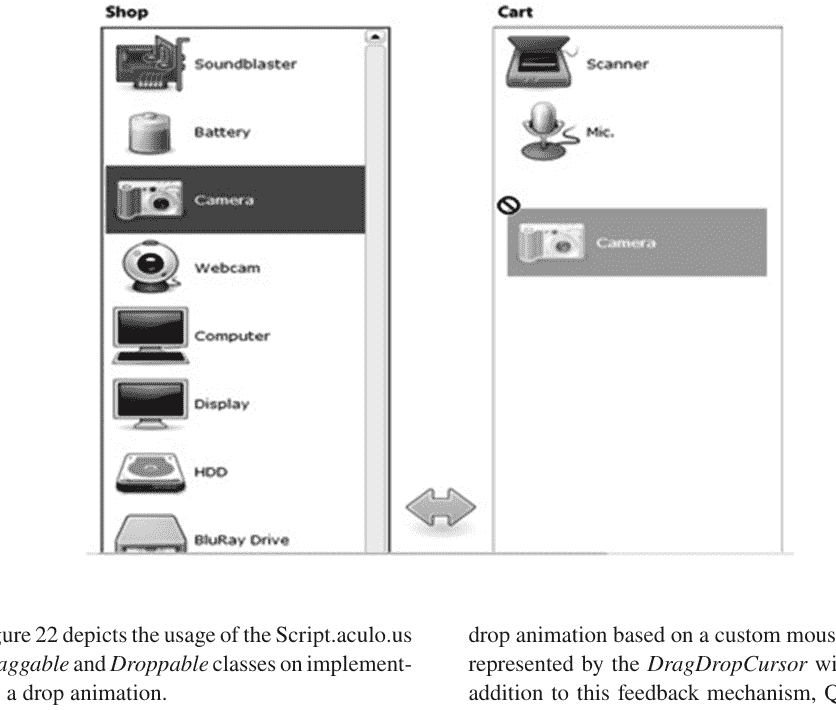 Shop
Soundblaster
Battery
Camera
Webcam
Computer
Display
HDD
BluRay Drive
Cart
Scanner
Mic.
Camera
gure 22 depicts the usage of the Script.aculo.us
aggable and Droppable classes on implement-
a drop animation.
drop animation based on a custom mous
represented by the DragDropCursor wi
addition to this feedback mechanism, Q